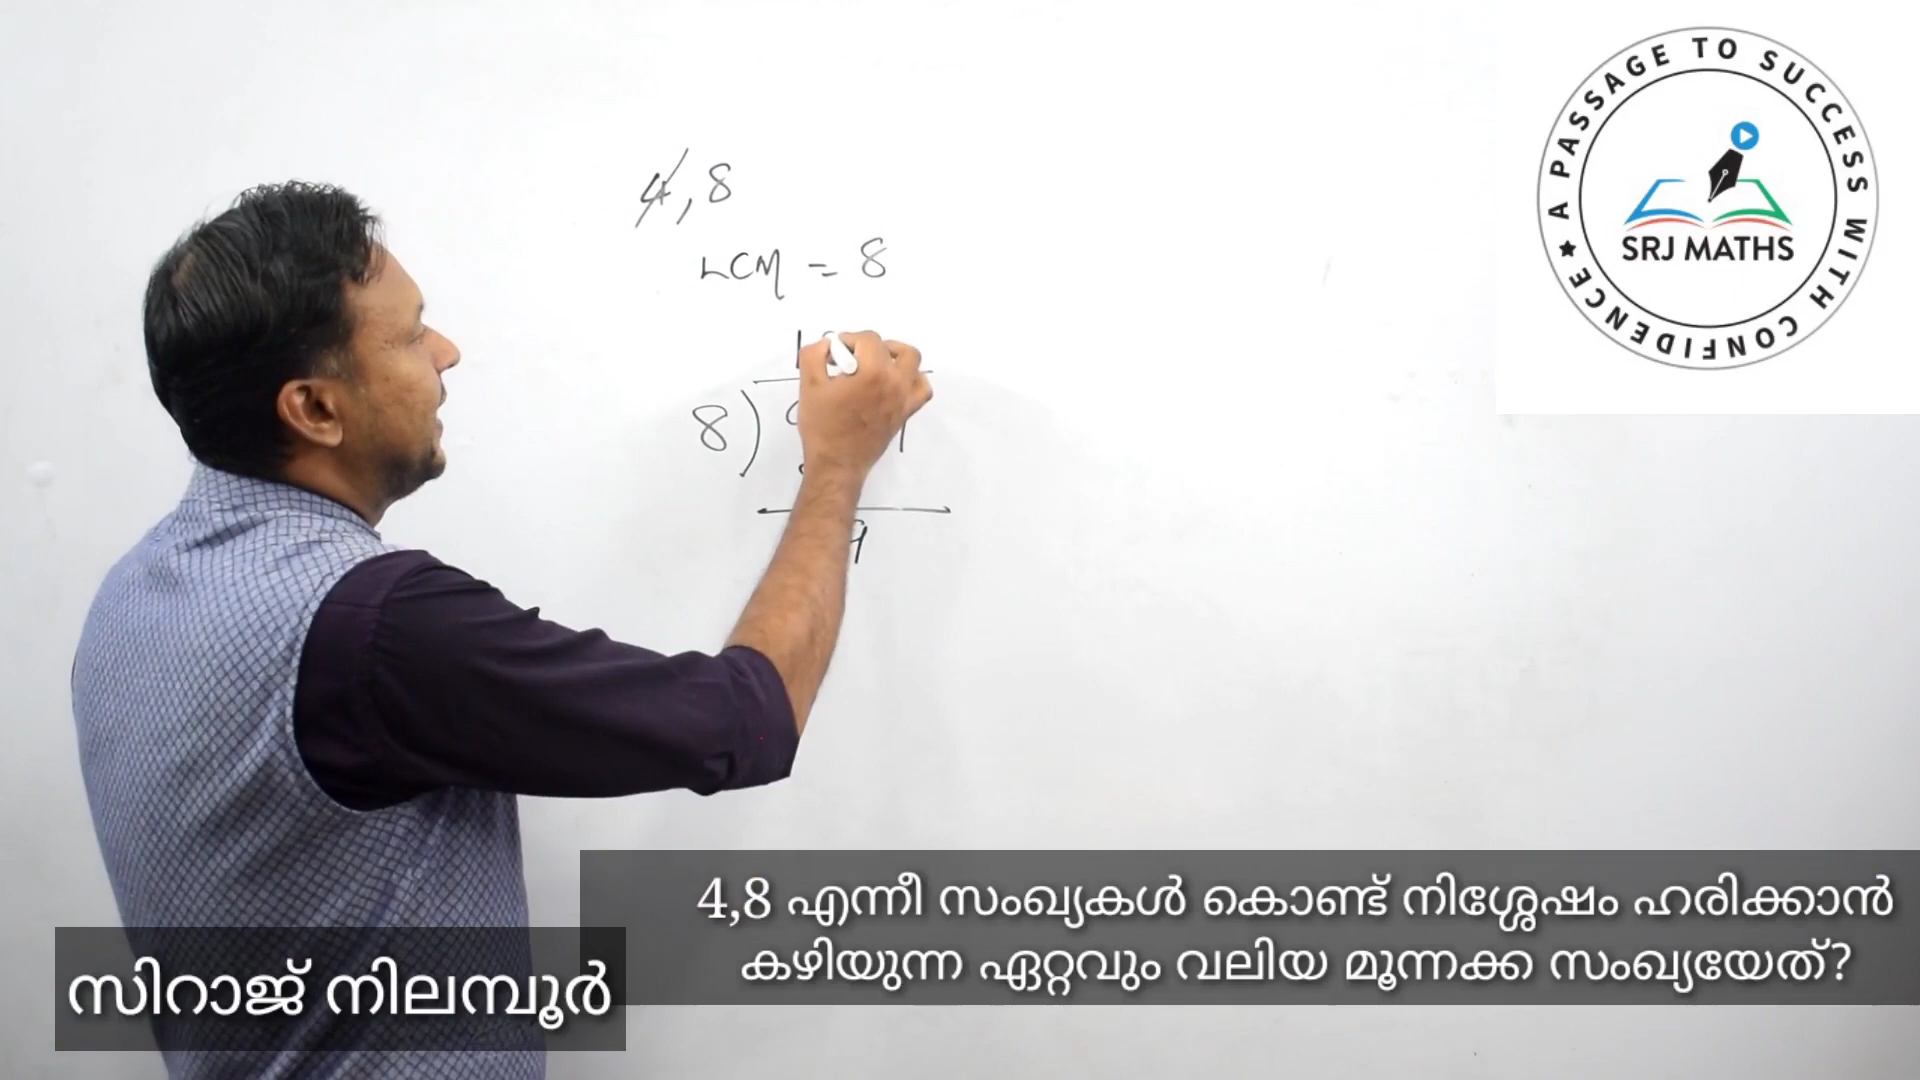 A PASSAGE TO SUCCESS WITH CONFIDENCE ★
SRJ MATHS
4, 8
LCM = 8
8)
4,8 എന്നീ സംഖ്യകൾ കൊണ്ട് നിശ്ശേഷം ഹരിക്കാൻ
കഴിയുന്ന ഏറ്റവും വലിയ മൂന്നക്ക സംഖ്യയേത്?
സിറാജ് നിലമ്പൂർ